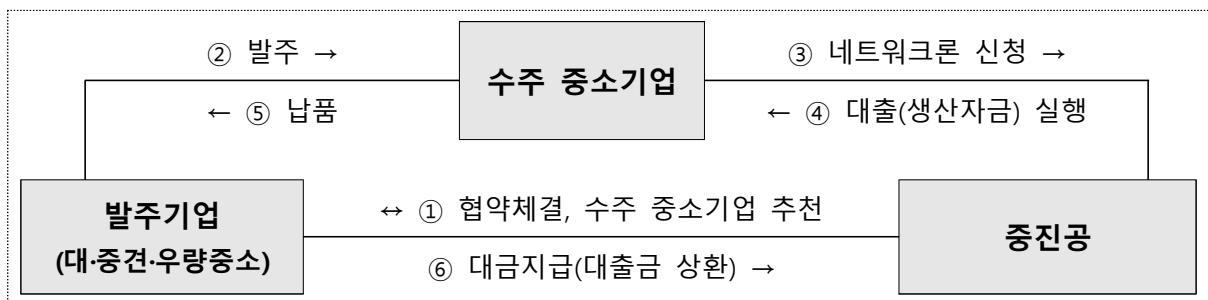 ② 발주 →
③ 네트워크론 신청 →
수주 중소기업
← ⑤ 납품
← ④ 대출(생산자금) 실행
발주기업
(대·중견·우량중소)
↔ ① 협약체결, 수주 중소기업 추천
중진공
⑥ 대금지급(대출금 상환) →